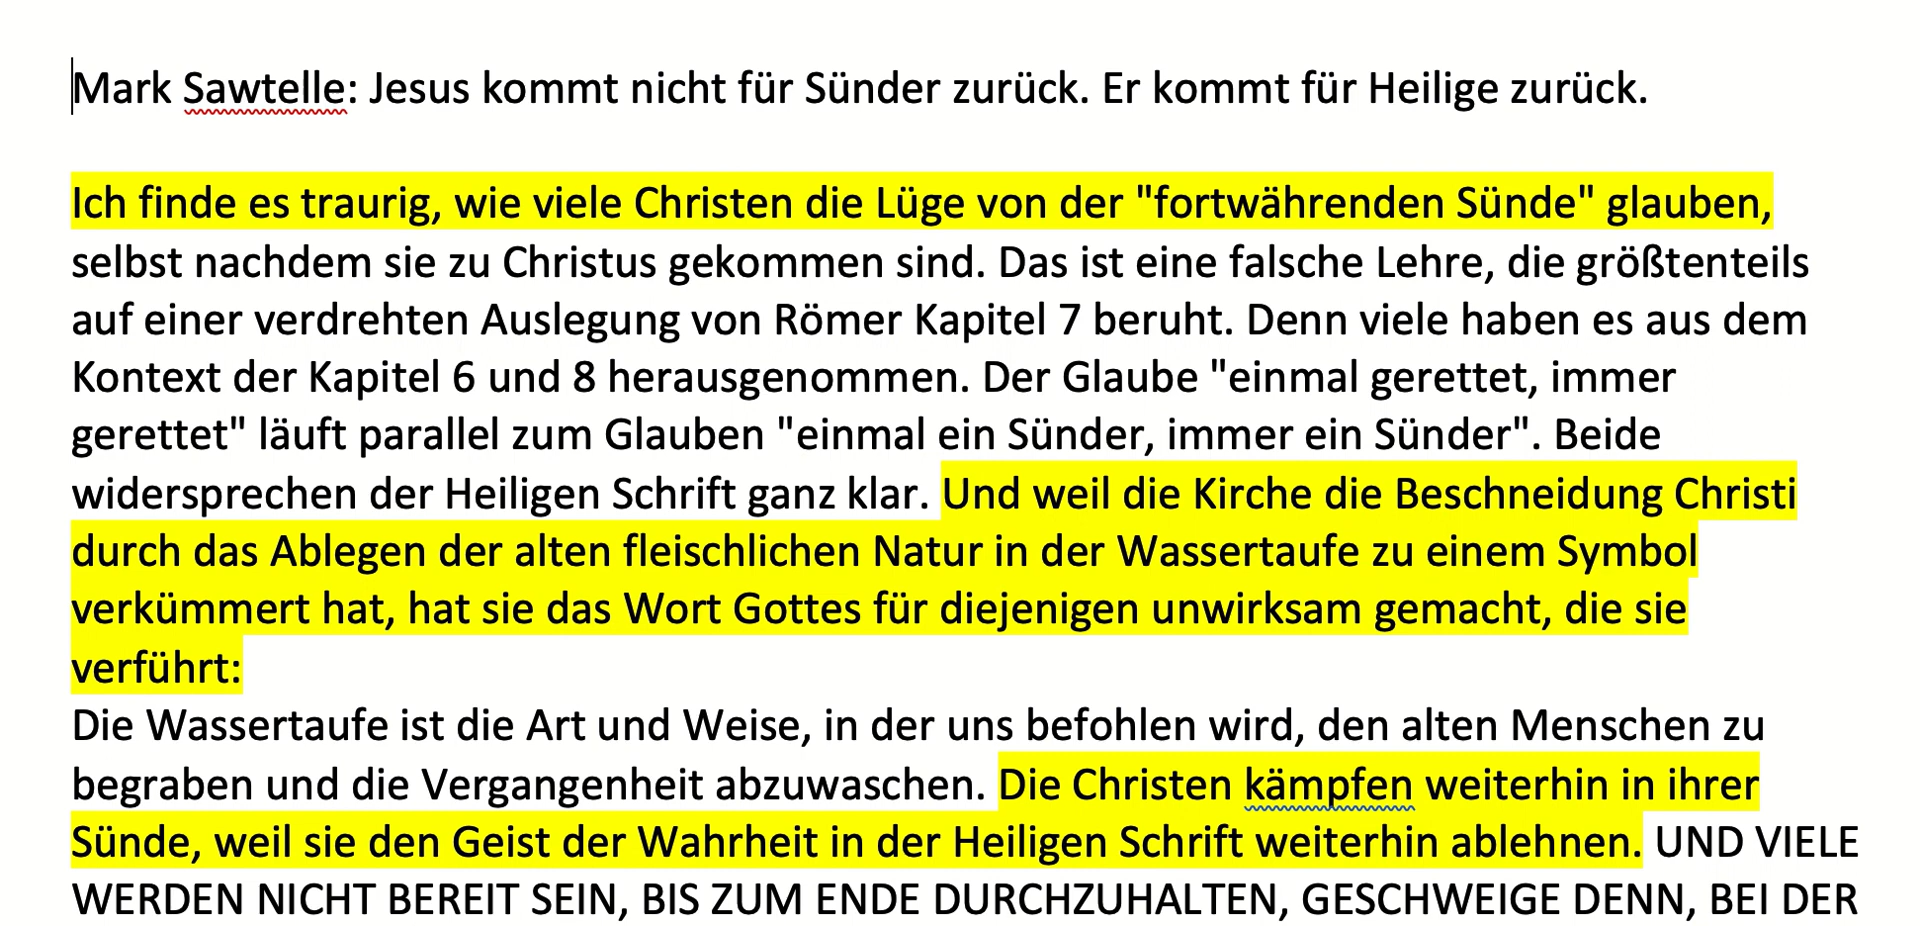 Mark Sawtelle: Jesus kommt nicht für Sünder zurück. Er kommt für Heilige zurück.
Ich finde es traurig, wie viele Christen die Lüge von der "fortwährenden Sünde" glauben,
selbst nachdem sie zu Christus gekommen sind. Das ist eine falsche Lehre, die größtenteils
auf einer verdrehten Auslegung von Römer Kapitel 7 beruht. Denn viele haben es aus dem
Kontext der Kapitel 6 und 8 herausgenommen. Der Glaube "einmal gerettet, immer
gerettet" läuft parallel zum Glauben "einmal ein Sünder, immer ein Sünder". Beide
widersprechen der Heiligen Schrift ganz klar. Und weil die Kirche die Beschneidung Christi
durch das Ablegen der alten fleischlichen Natur in der Wassertaufe zu einem Symbol
verkümmert hat, hat sie das Wort Gottes für diejenigen unwirksam gemacht, die sie
verführt:
Die Wassertaufe ist die Art und Weise, in der uns befohlen wird, den alten Menschen zu
begraben und die Vergangenheit abzuwaschen. Die Christen kämpfen weiterhin in ihrer
Sünde, weil sie den Geist der Wahrheit in der Heiligen Schrift weiterhin ablehnen. UND VIELE
WERDEN NICHT BEREIT SEIN, BIS ZUM ENDE DURCHZUHALTEN, GESCHWEIGE DENN, BEI DER